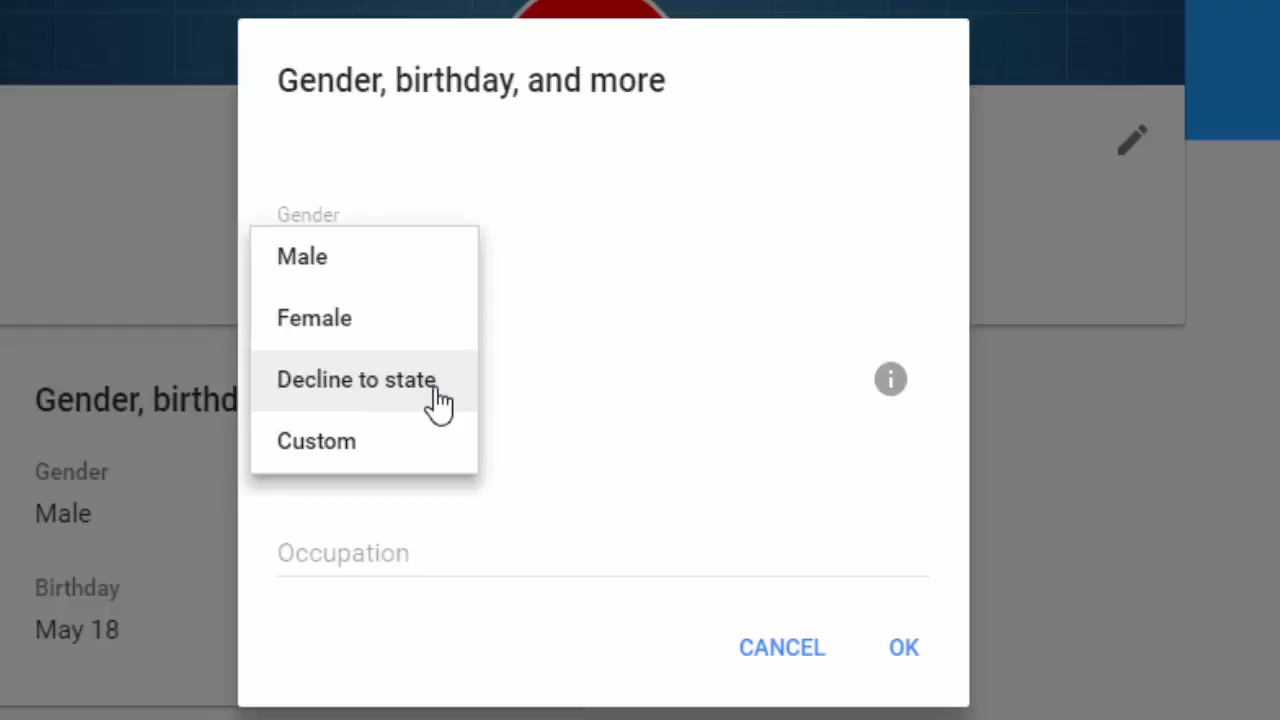 Gender, birthday, and more
Gender
Male
Female
Decline to state
Custom
Occupation
CANCEL OK
Gender, birthd
Gender
Male
Birthday
May 18